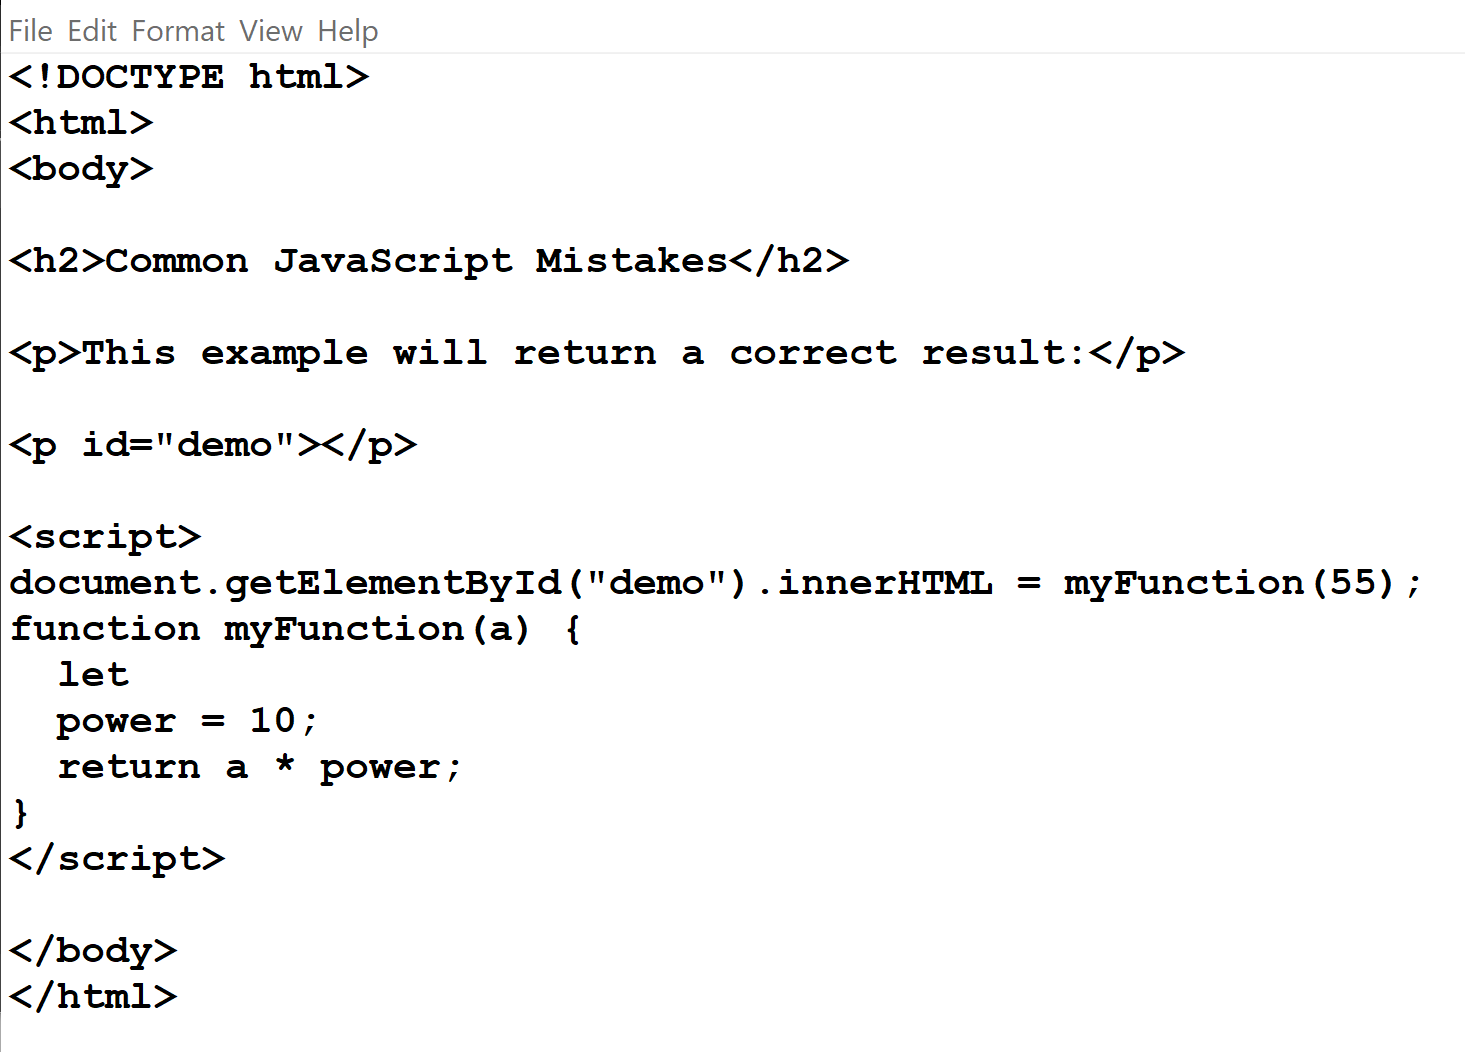 File Edit Format View Help
<!DOCTYPE html>
<html>
<body>
<h2>Common JavaScript Mistakes</h2>
<p>This example will return a correct result:</p>
<p id="demo"></p>
<script>
document.getElementById("demo").innerHTML = myFunction(55);
function myFunction(a) {
  let
  power = 10;
  return a * power;
}
</script>
</body>
</html>